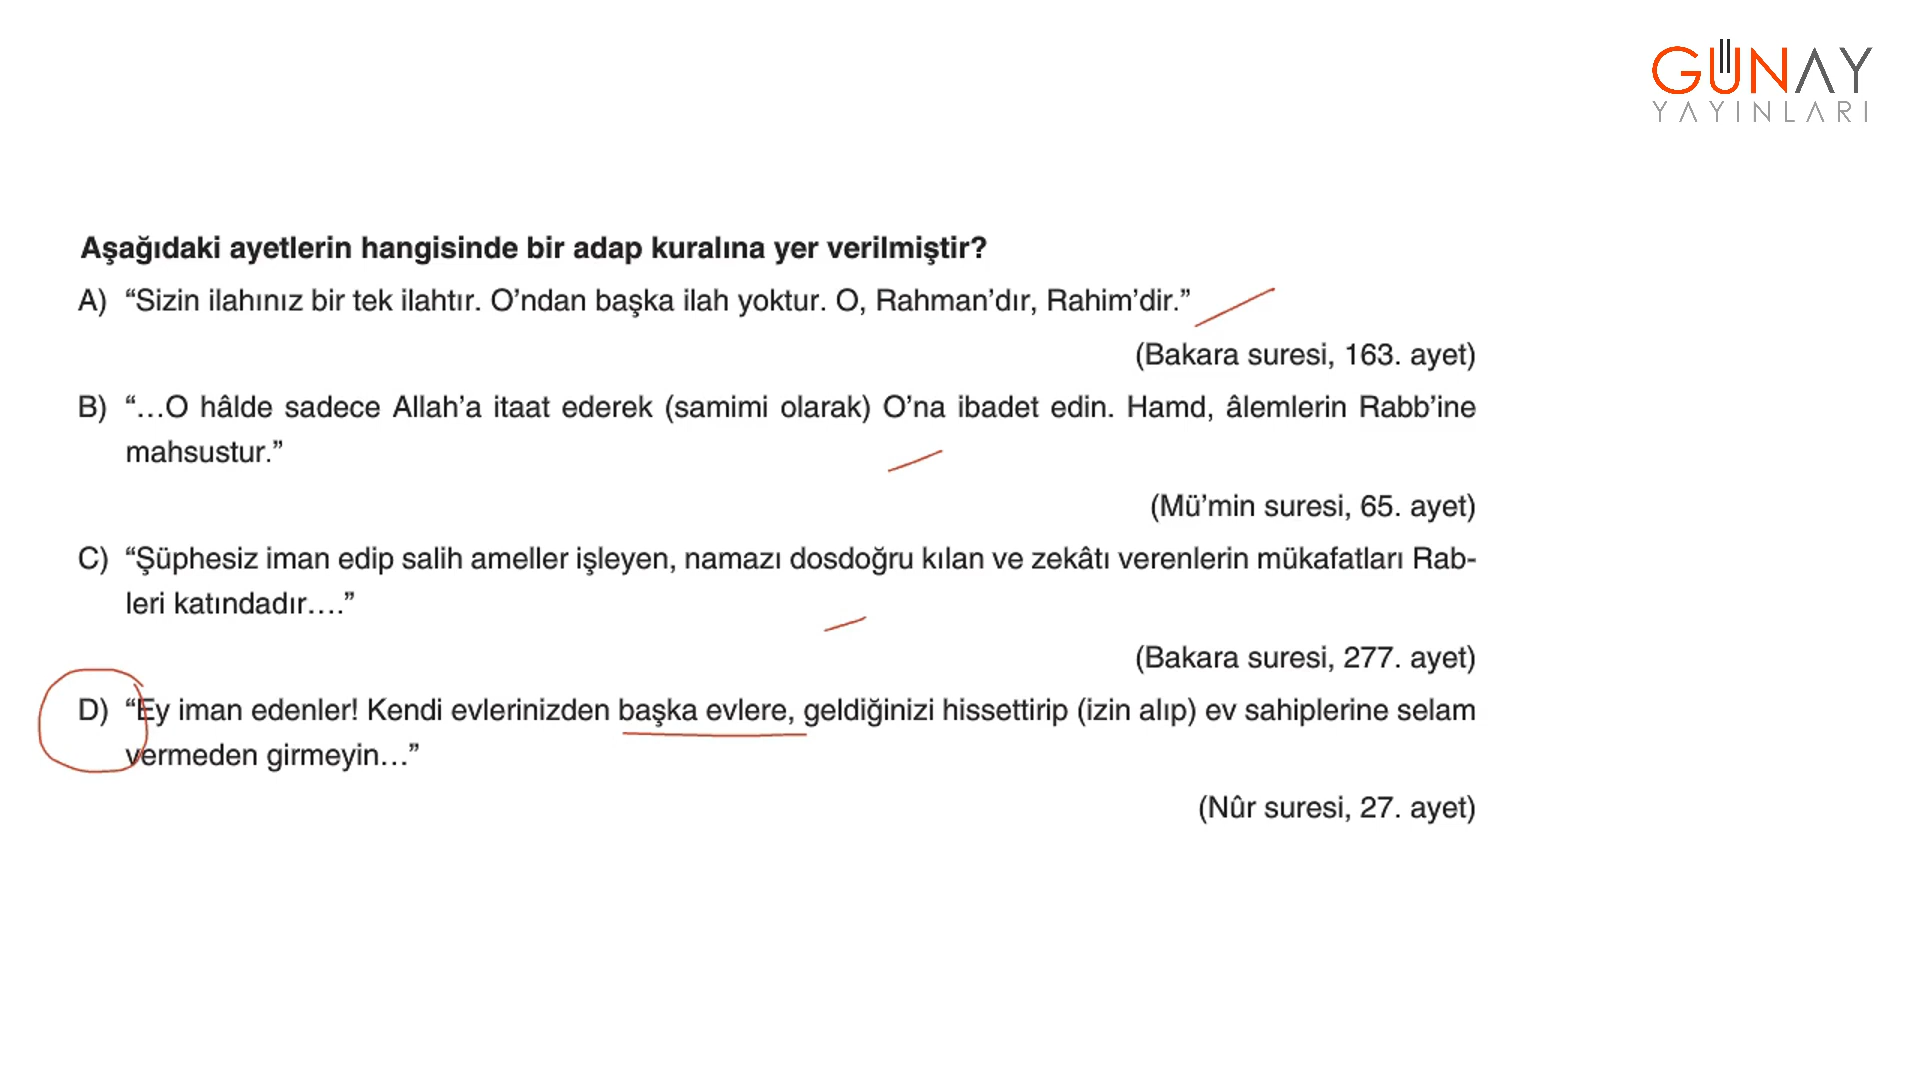 GÜNAY
YAYINLARI
Aşağıdaki ayetlerin hangisinde bir adap kuralına yer verilmiştir?
A) “Sizin ilahınız bir tek ilahtır. O’ndan başka ilah yoktur. O, Rahman’dır, Rahim’dir.”
(Bakara suresi, 163. ayet)
B) “…O hâlde sadece Allah’a itaat ederek (samimi olarak) O’na ibadet edin. Hamd, âlemlerin Rabb’ine
mahsustur.”
(Mü’min suresi, 65. ayet)
C) “Şüphesiz iman edip salih ameller işleyen, namazı dosdoğru kılan ve zekâtı verenlerin mükafatları Rab-
leri katındadır….”
(Bakara suresi, 277. ayet)
D) “Ey iman edenler! Kendi evlerinizden başka evlere, geldiğinizi hissettirip (izin alıp) ev sahiplerine selam
vermeden girmeyin…”
(Nûr suresi, 27. ayet)